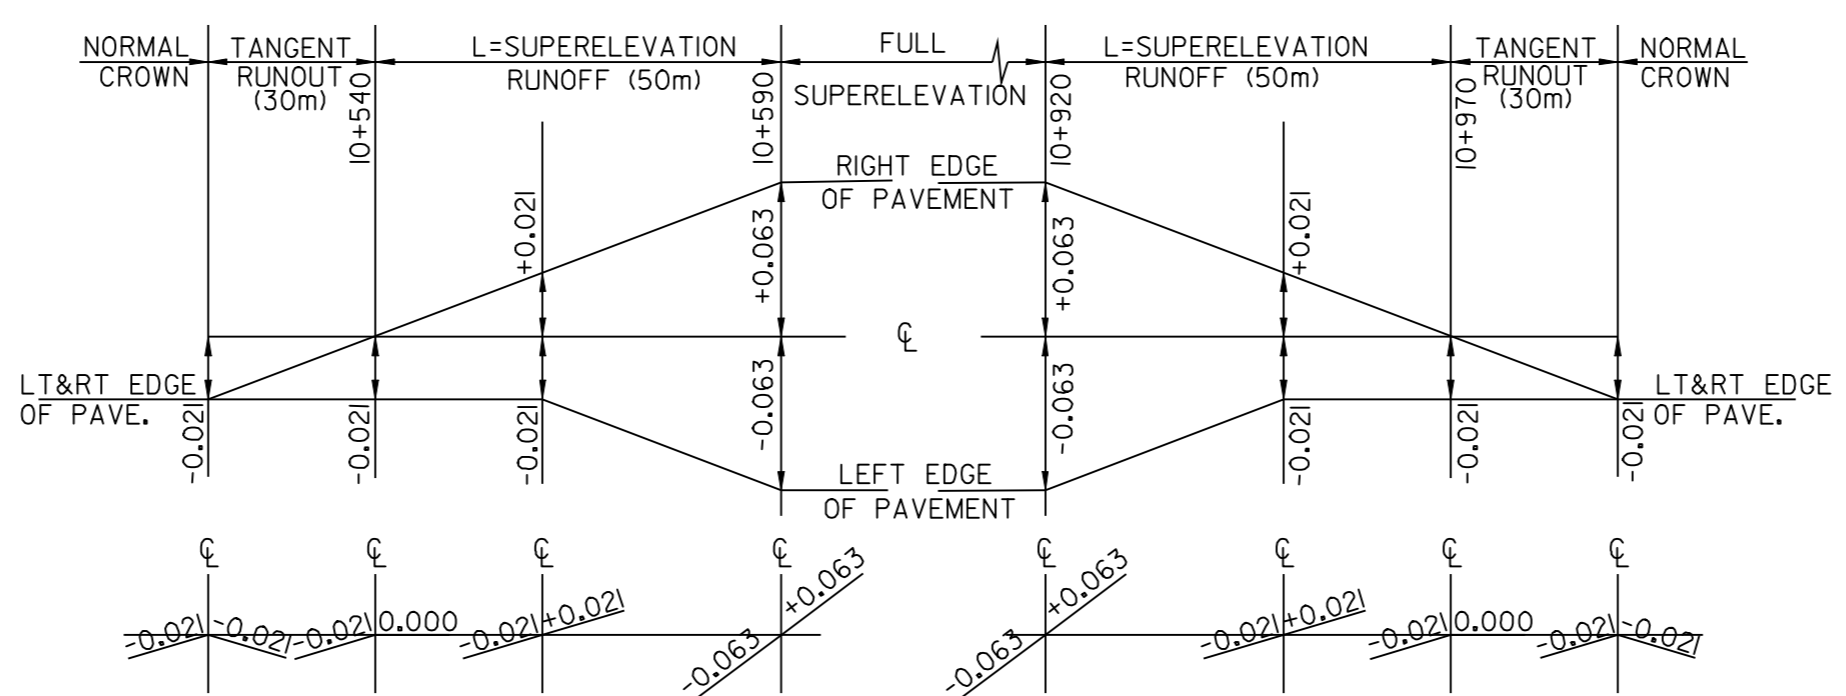 NORMAL
CROWN
TANGENT
RUNOUT
(30m)
10+540
L=SUPERELEVATION
RUNOFF (50m)
10+590
FULL
SUPERELEVATION
10+920
L=SUPERELEVATION
RUNOFF (50m)
10+970
TANGENT
RUNOUT
(30m)
NORMAL
CROWN
RIGHT EDGE
OF PAVEMENT
+0.021
+0.063
+0.063
+0.021
℄
LT&RT EDGE
OF PAVE.
-0.021
-0.021
-0.021
-0.063
-0.063
-0.021
-0.021
-0.021
LT&RT EDGE
OF PAVE.
LEFT EDGE
OF PAVEMENT
℄ ℄ ℄ ℄ ℄ ℄ ℄ ℄
-0.021 -0.021
-0.021 0.000
-0.021 +0.021
-0.063 +0.063
-0.063 +0.063
-0.021 +0.021
-0.021 0.000
-0.021 -0.021